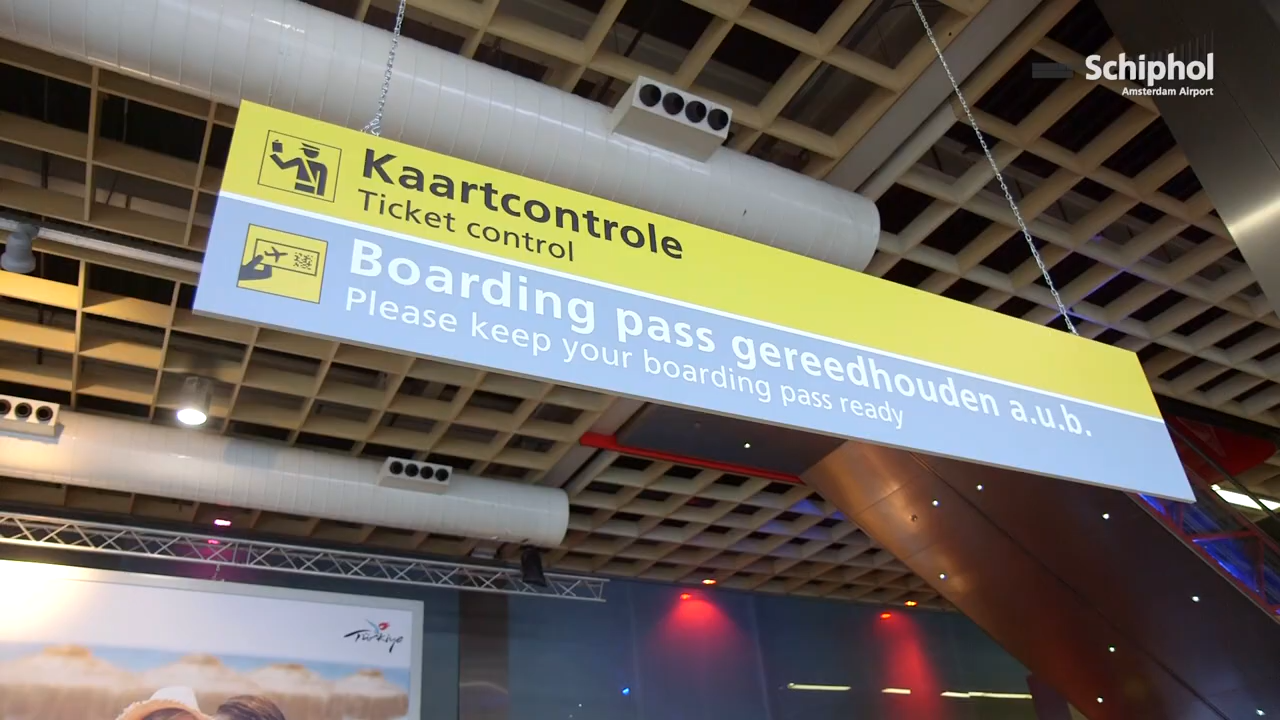 Schiphol
Amsterdam Airport
Kaartcontrole
Ticket control
Boarding pass gereedhouden a.u.b.
Please keep your boarding pass ready
Türkiye